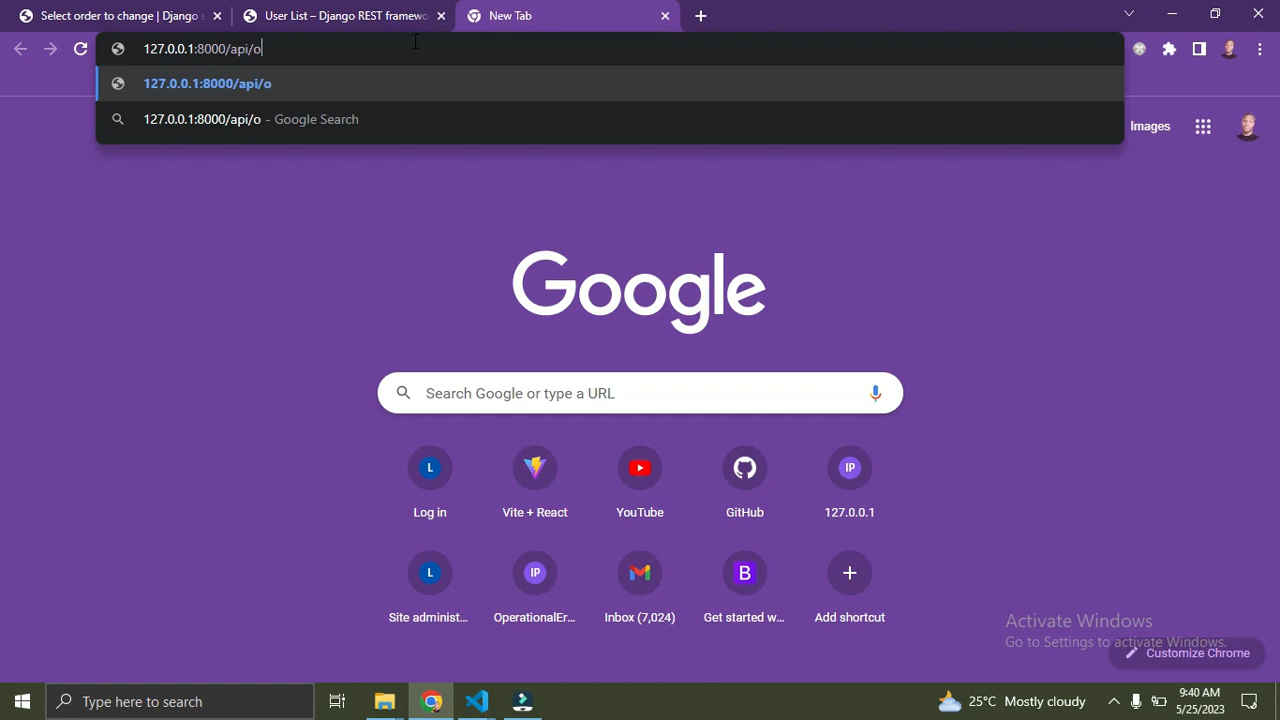 Select order to change | Django s
User List – Django REST framewo
New Tab
127.0.0.1:8000/api/o
127.0.0.1:8000/api/o
127.0.0.1:8000/api/o - Google Search
Images
Google
Search Google or type a URL
L
IP
Log in
Vite + React
YouTube
GitHub
127.0.0.1
L
IP
B
Site administ...
OperationalEr...
Inbox (7,024)
Get started w...
Add shortcut
Activate Windows
Go to Settings to activate Windows.
Customize Chrome
Type here to search
25°C Mostly cloudy
9:40 AM
5/25/2023